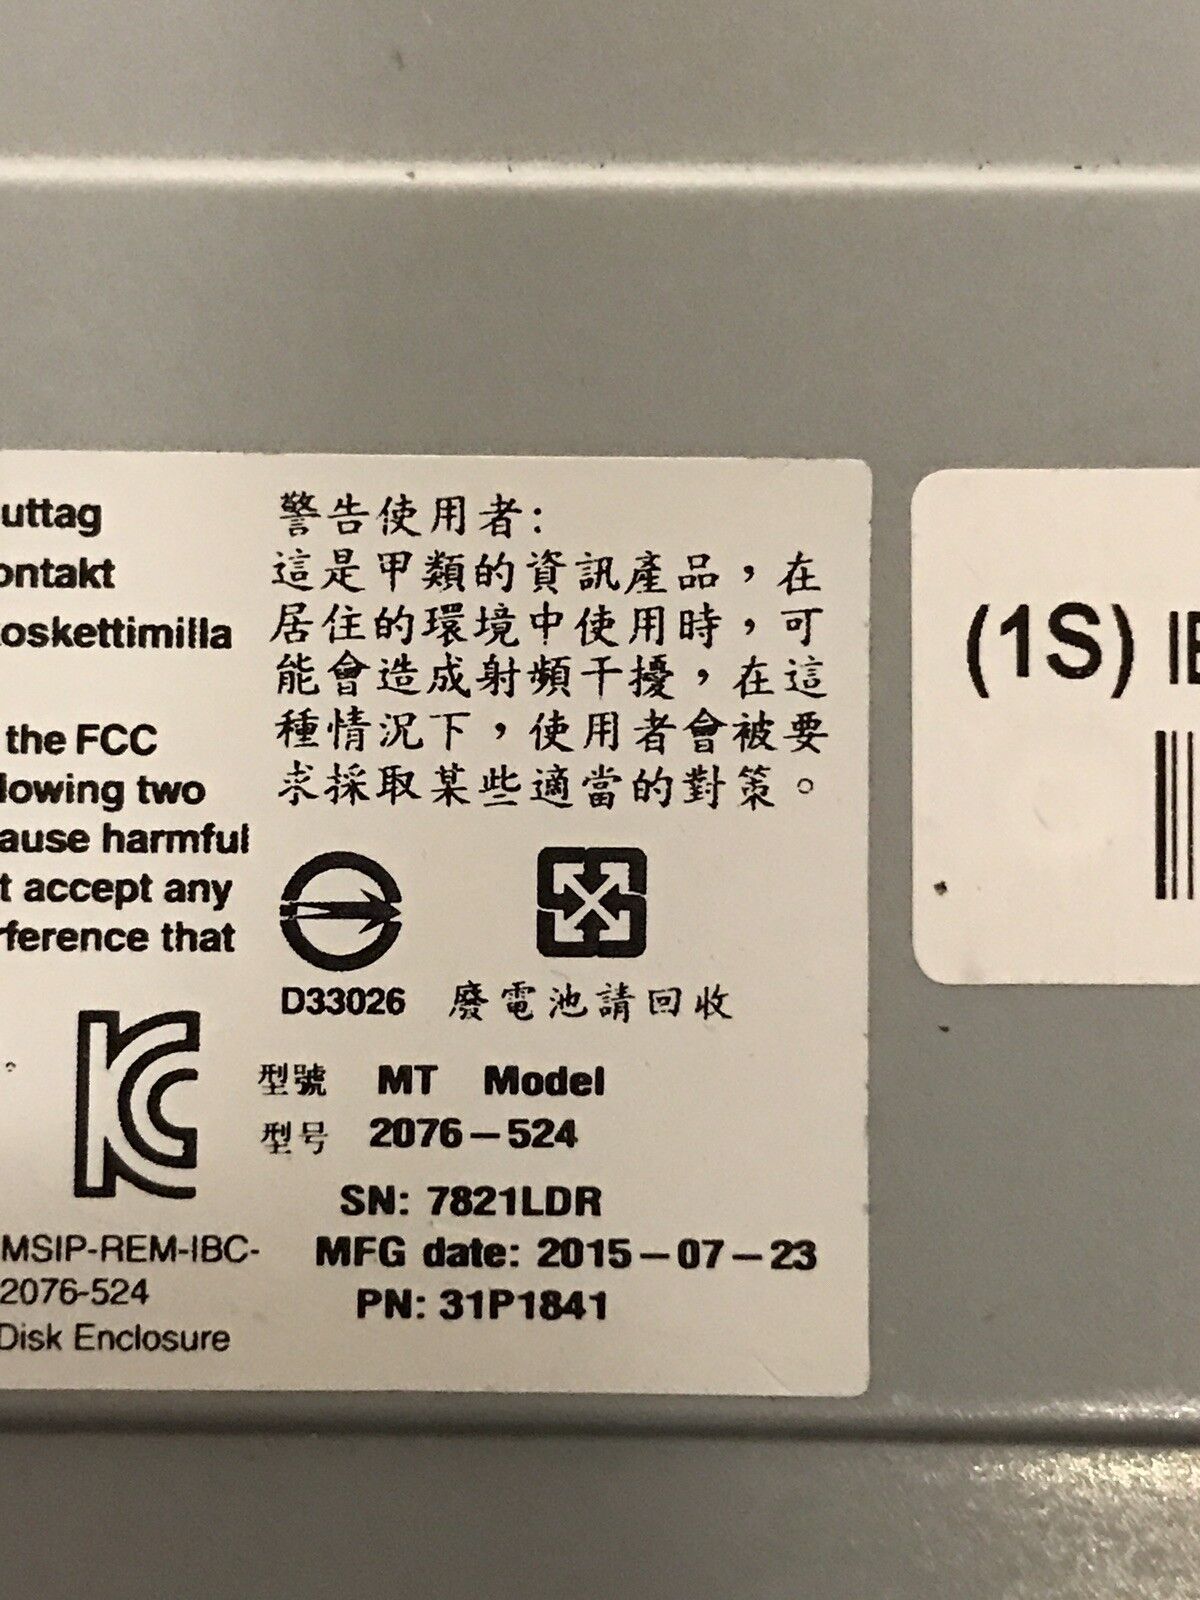 uttag
ontakt
oskettimilla
the FCC
lowing two
ause harmful
t accept any
rference that
警告使用者:
這是甲類的資訊產品，在
居住的環境中使用時，可
能會造成射頻干擾，在這
種情況下，使用者會被要
求採取某些適當的對策。
D33026 廢電池請回收
型號 MT Model
型号 2076-524
SN: 7821LDR
MFG date: 2015-07-23
PN: 31P1841
MSIP-REM-IBC-
2076-524
Disk Enclosure
(1S) IB